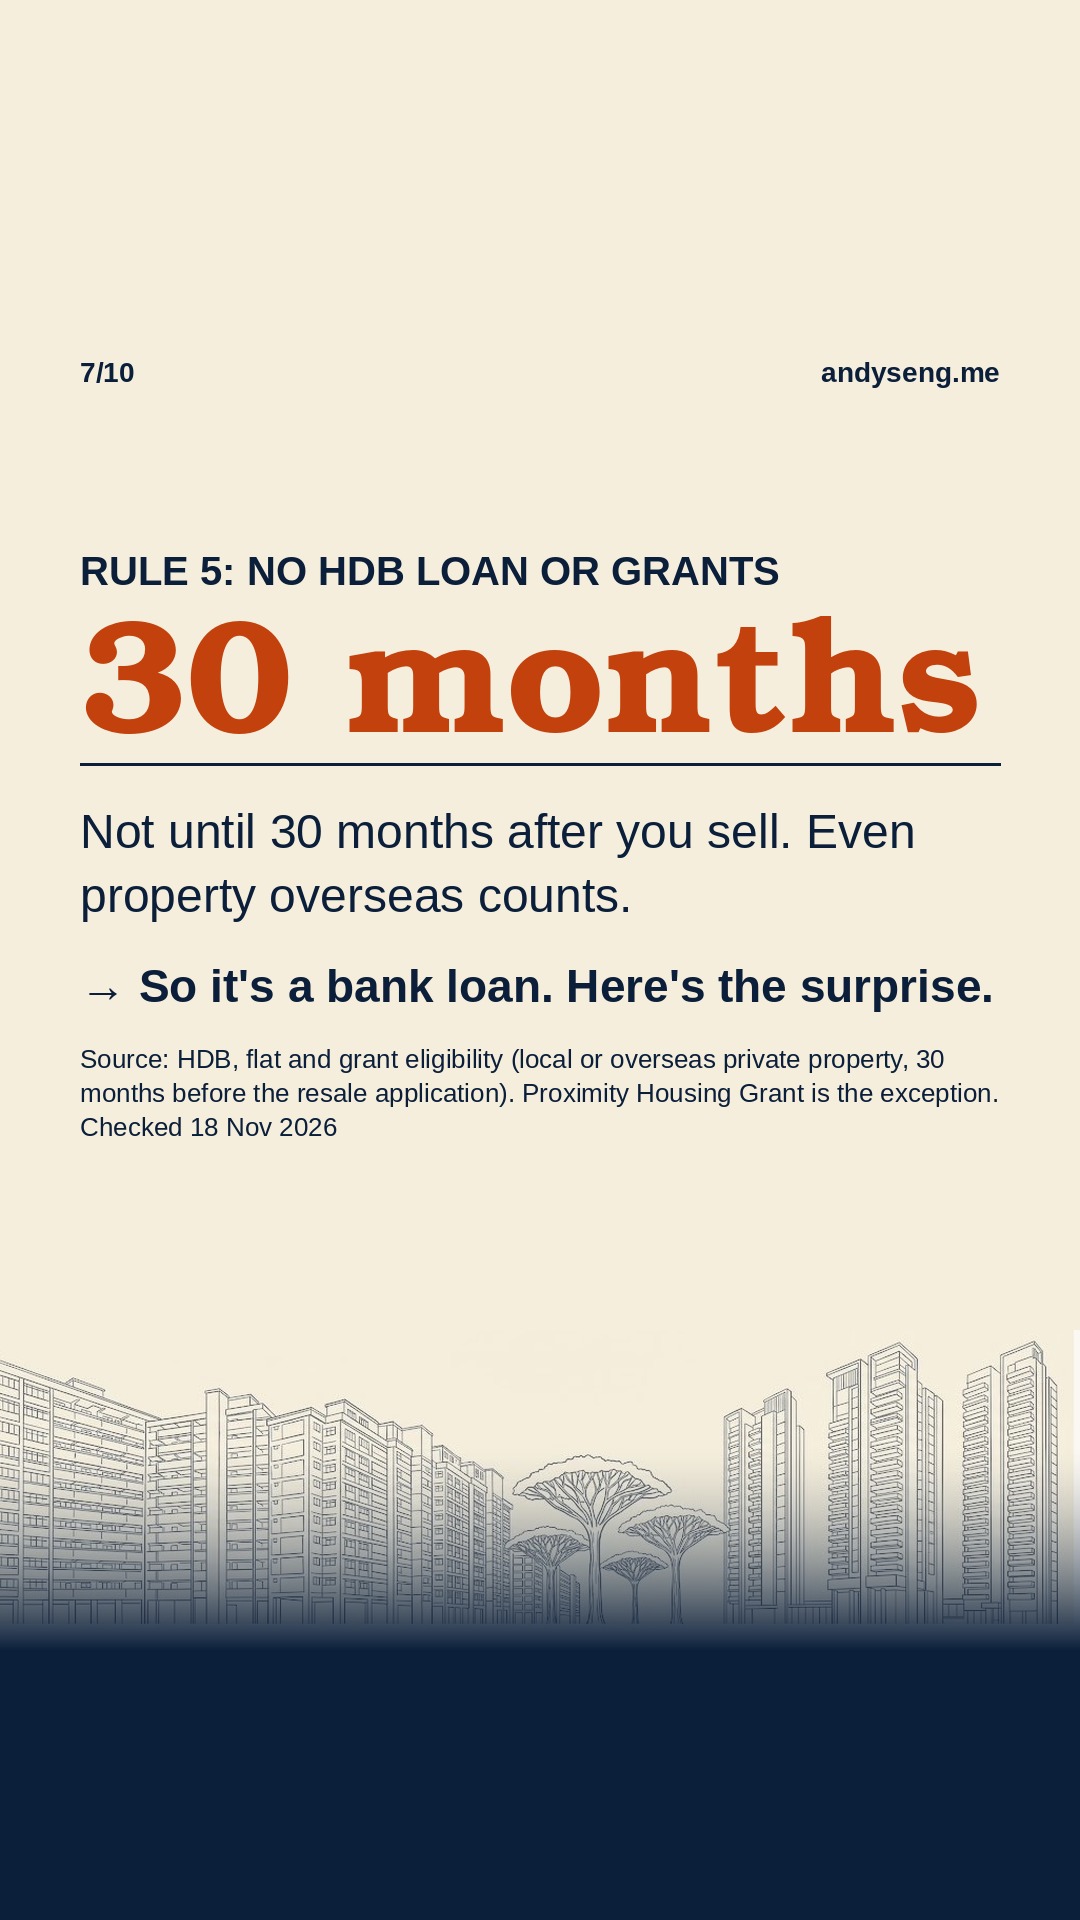 7/10
andyseng.me
RULE 5: NO HDB LOAN OR GRANTS
30 months
Not until 30 months after you sell. Even
property overseas counts.
→ So it's a bank loan. Here's the surprise.
Source: HDB, flat and grant eligibility (local or overseas private property, 30
months before the resale application). Proximity Housing Grant is the exception.
Checked 18 Nov 2026